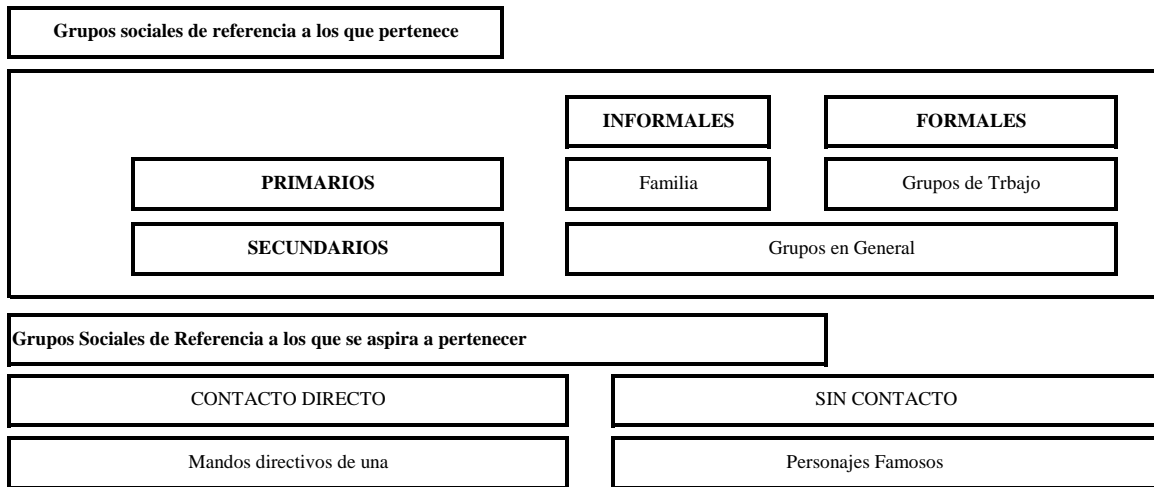 Grupos sociales de referencia a los que pertenece
INFORMALES
FORMALES
PRIMARIOS
Familia
Grupos de Trbajo
SECUNDARIOS
Grupos en General
Grupos Sociales de Referencia a los que se aspira a pertenecer
CONTACTO DIRECTO
SIN CONTACTO
Mandos directivos de una
Personajes Famosos